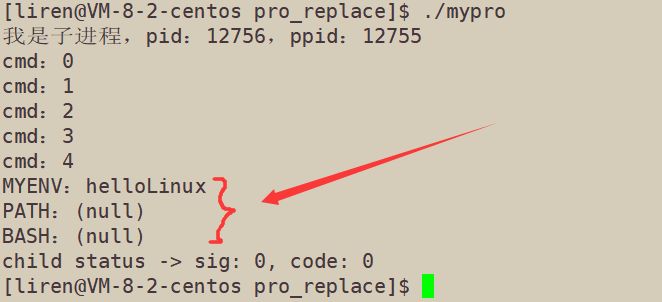 [liren@VM-8-2-centos pro_replace]$ ./mypro
我是子进程，pid：12756，ppid：12755
cmd：0
cmd：1
cmd：2
cmd：3
cmd：4
MYENV：helloLinux
PATH：(null)
BASH：(null)
child status -> sig: 0, code: 0
[liren@VM-8-2-centos pro_replace]$